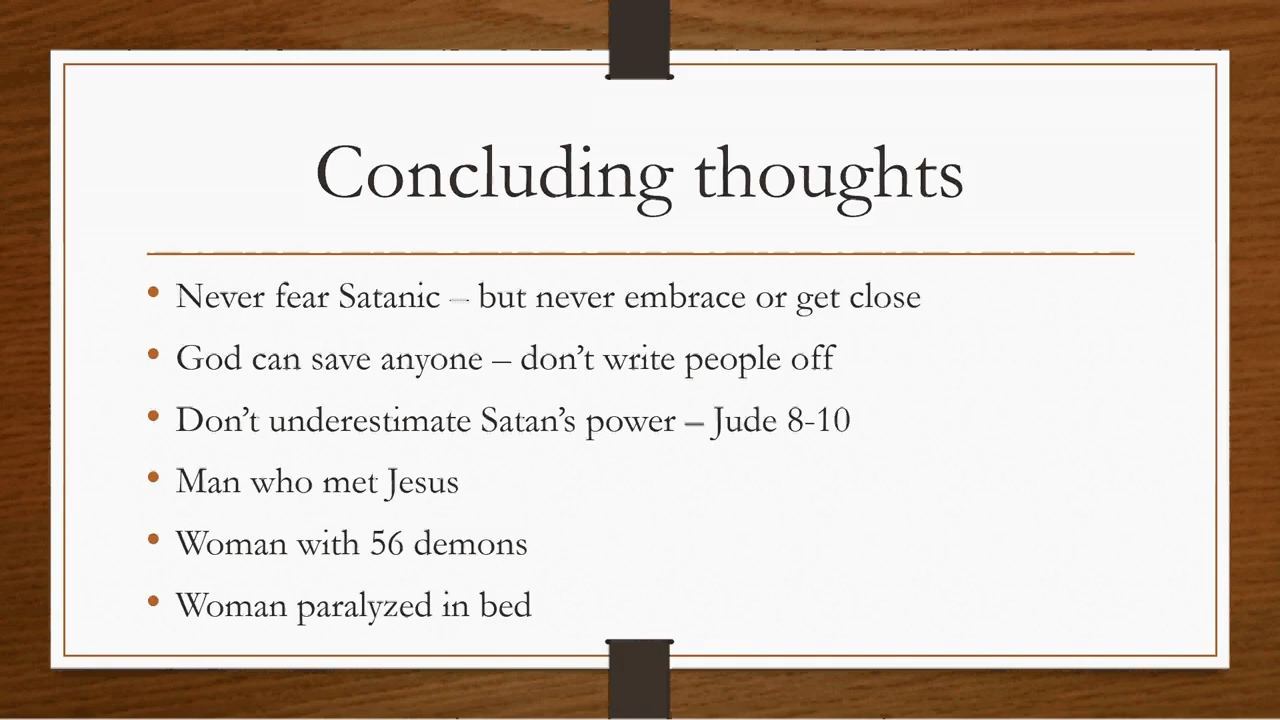 Concluding thoughts
• Never fear Satanic – but never embrace or get close
• God can save anyone – don’t write people off
• Don’t underestimate Satan’s power – Jude 8-10
• Man who met Jesus
• Woman with 56 demons
• Woman paralyzed in bed